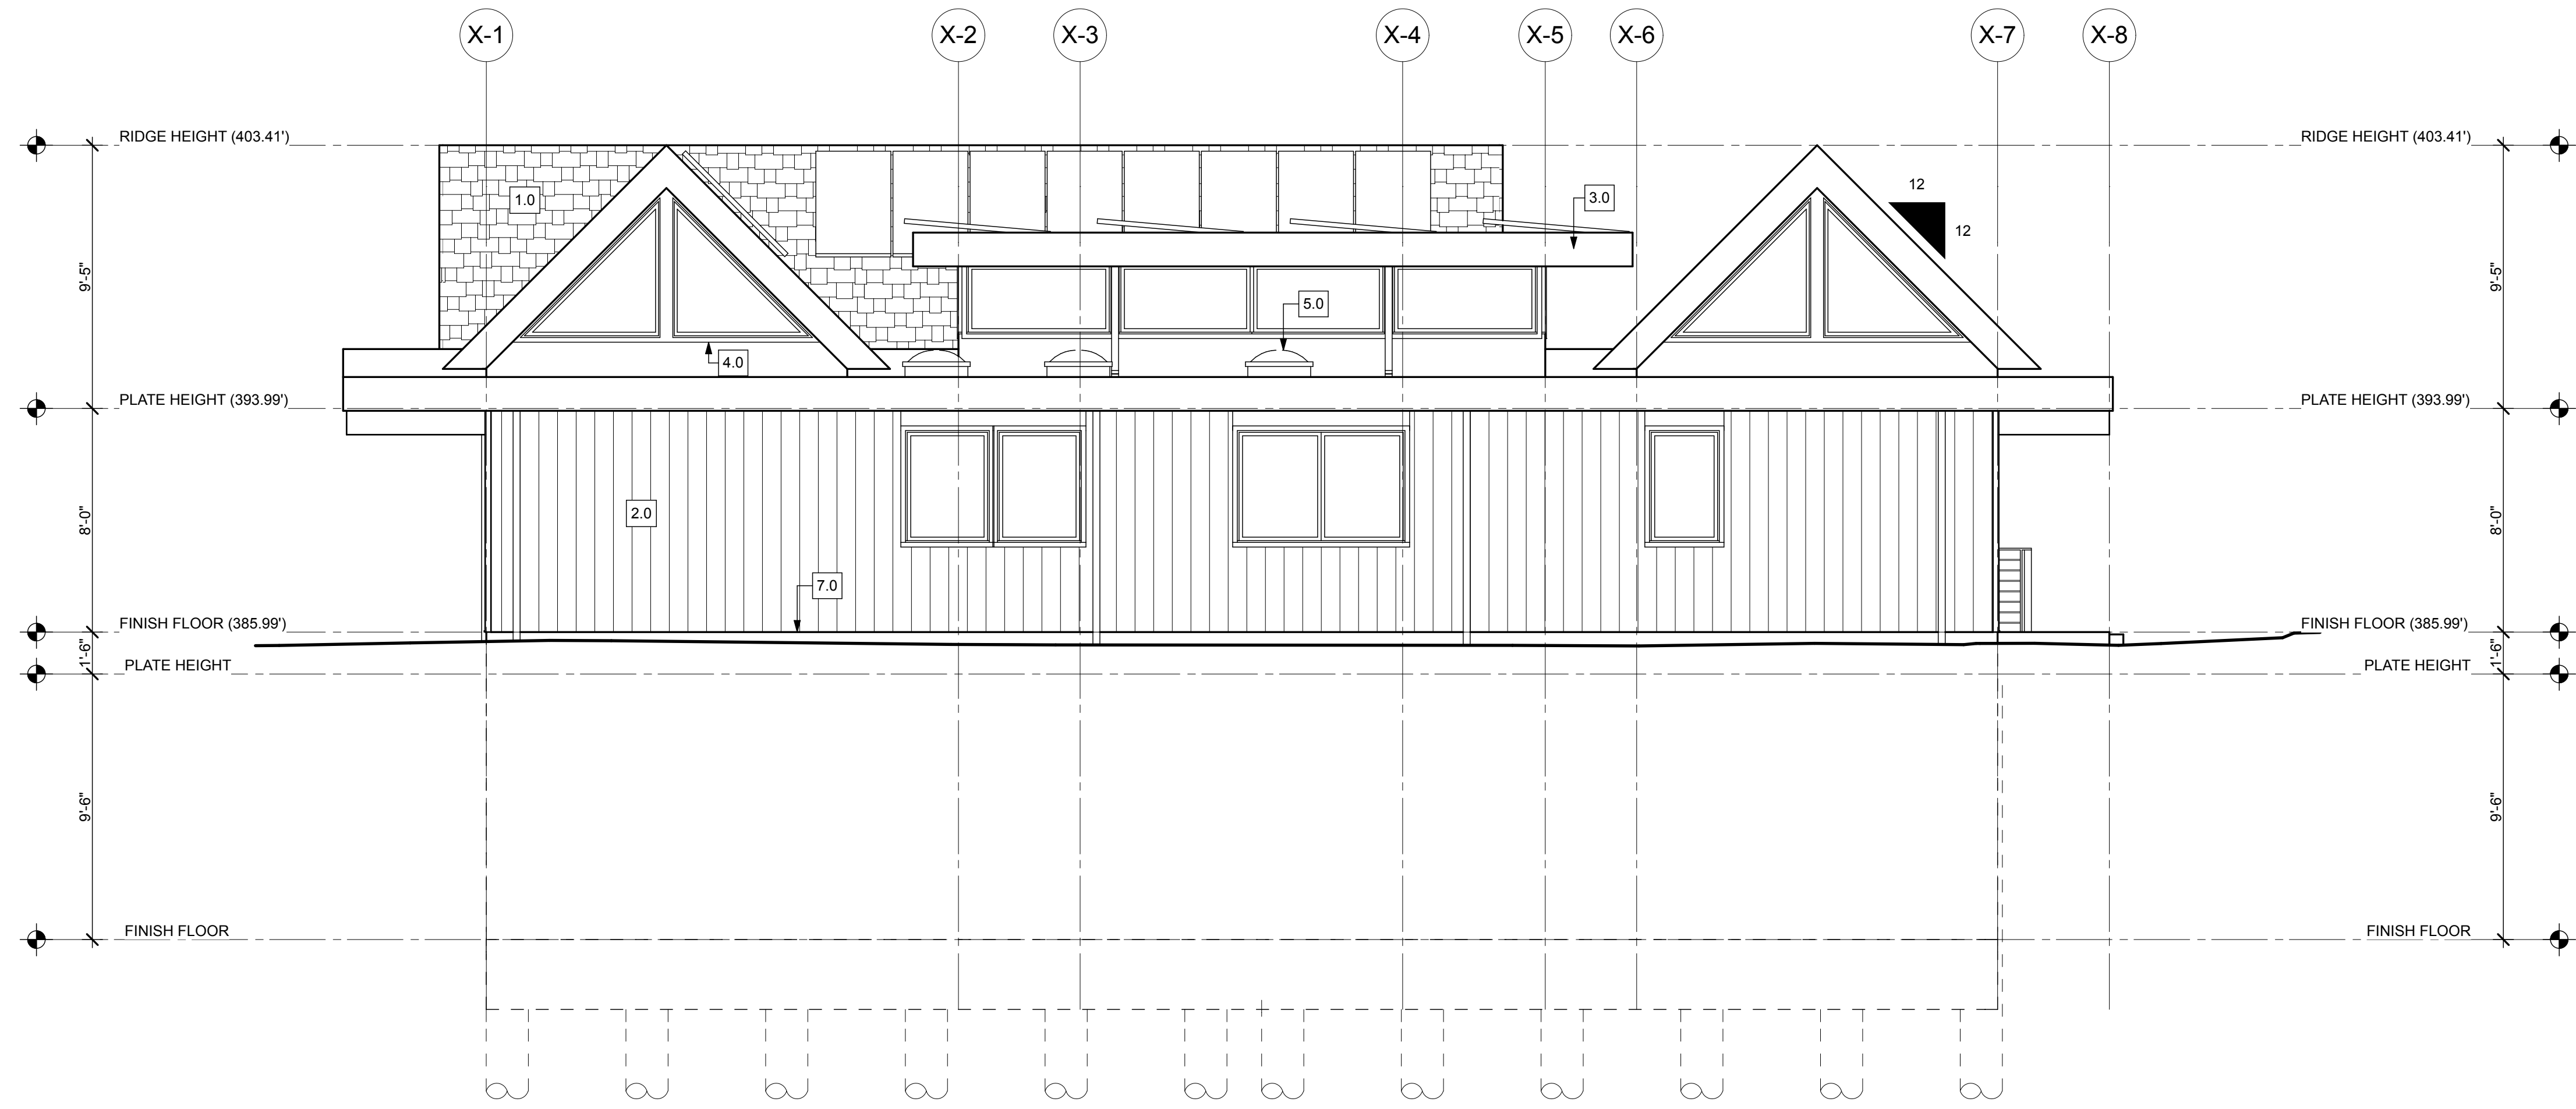 X-1 X-2 X-3 X-4 X-5 X-6 X-7 X-8
RIDGE HEIGHT (403.41') RIDGE HEIGHT (403.41')
12
1.0 3.0
12
9'-5" 9'-5"
5.0
4.0
PLATE HEIGHT (393.99') PLATE HEIGHT (393.99')
8'-0" 2.0 8'-0"
7.0
FINISH FLOOR (385.99') FINISH FLOOR (385.99')
1'-6" 1'-6"
PLATE HEIGHT PLATE HEIGHT
9'-6" 9'-6"
FINISH FLOOR FINISH FLOOR